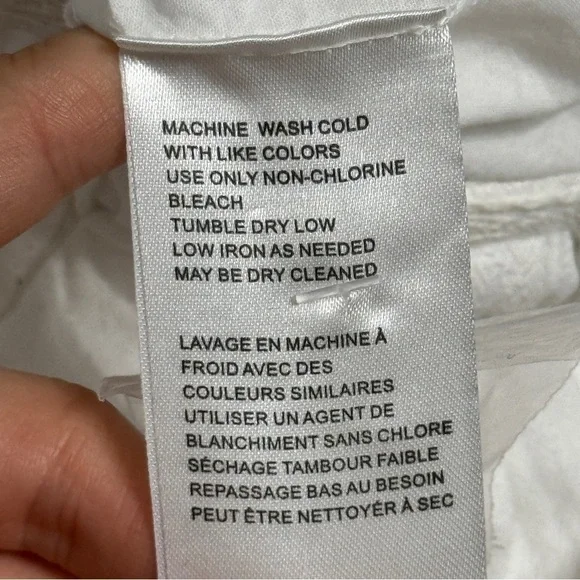 MACHINE WASH COLD
WITH LIKE COLORS
USE ONLY NON-CHLORINE
BLEACH
TUMBLE DRY LOW
LOW IRON AS NEEDED
MAY BE DRY CLEANED
LAVAGE EN MACHINE À
FROID AVEC DES
COULEURS SIMILAIRES
UTILISER UN AGENT DE
BLANCHIMENT SANS CHLORE
SÉCHAGE TAMBOUR FAIBLE
REPASSAGE BAS AU BESOIN
PEUT ÊTRE NETTOYÉR À SEC